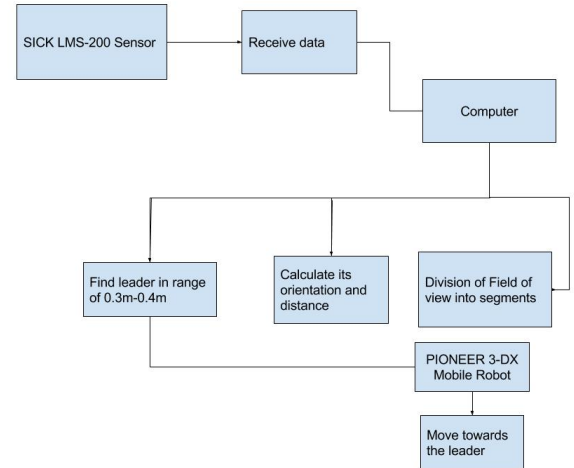 SICK LMS-200 Sensor
Receive data
Computer
Find leader in range
of 0.3m-0.4m
Calculate its
orientation and
distance
Division of Field of
view into segments
PIONEER 3-DX
Mobile Robot
Move towards
the leader